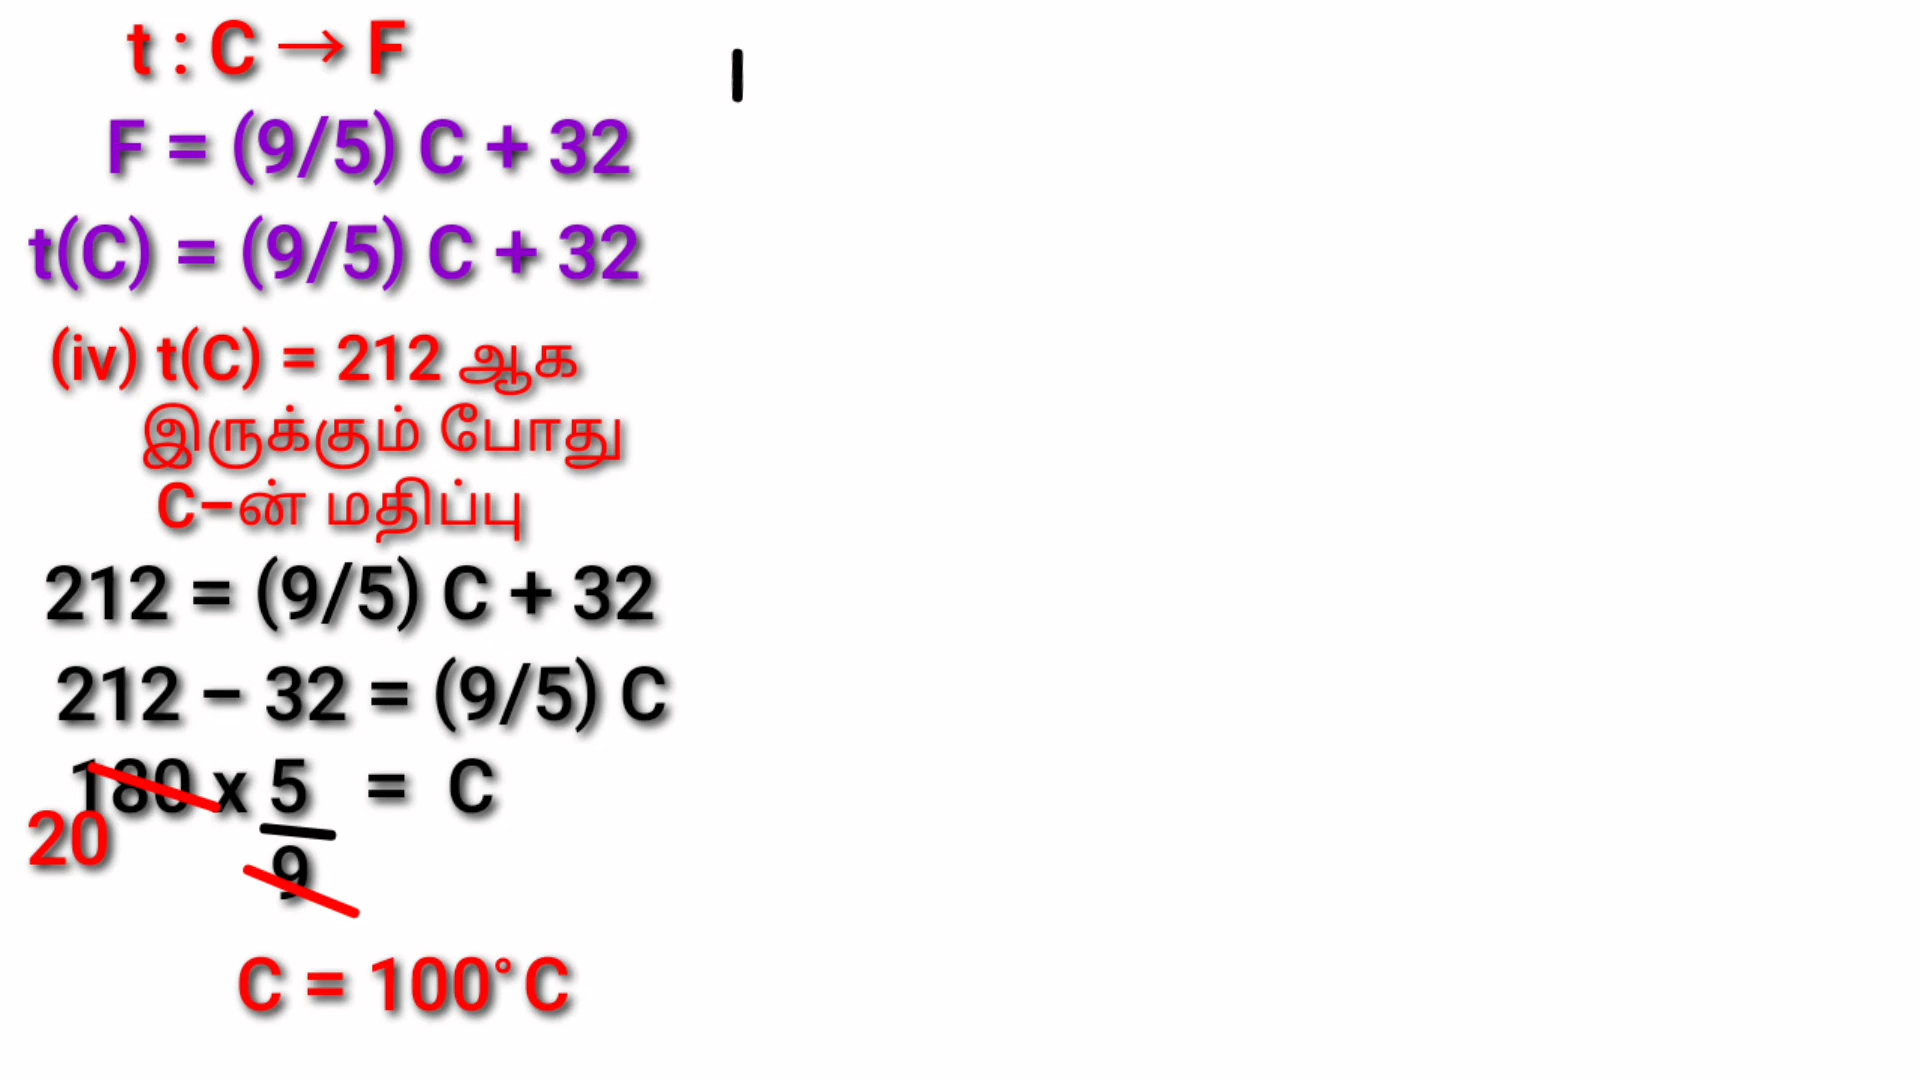 t : C → F
F = (9/5) C + 32
t(C) = (9/5) C + 32
(iv) t(C) = 212 ஆக
இருக்கும் போது
C–ன் மதிப்பு
212 = (9/5) C + 32
212 – 32 = (9/5) C
180 x 5 = C
20
9
C = 100°C